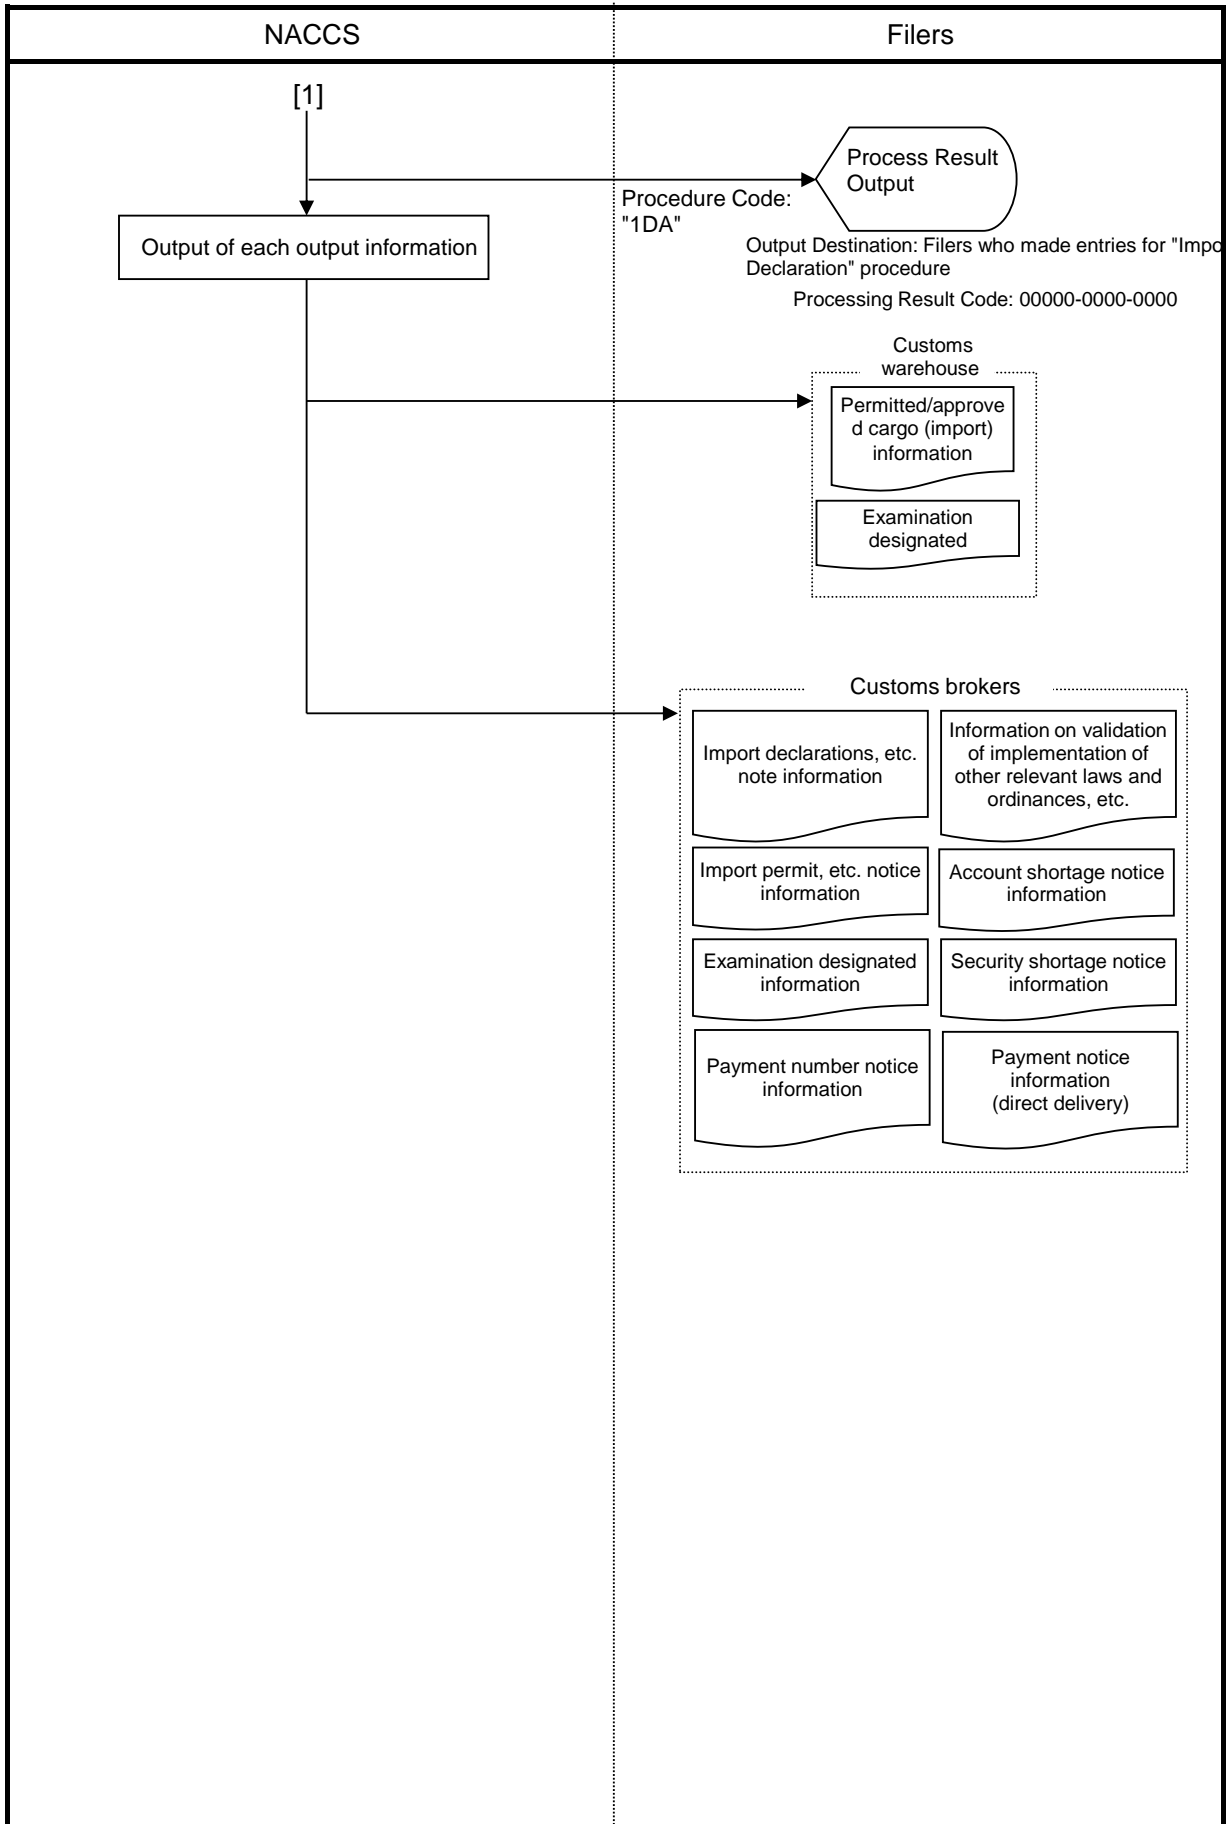 NACCS
Filers
[1]
Process Result
Output
Procedure Code:
"1DA"
Output of each output information
Output Destination: Filers who made entries for "Impo
Declaration" procedure
Processing Result Code: 00000-0000-0000
Customs
warehouse
Permitted/approve
d cargo (import)
information
Examination
designated
Customs brokers
Import declarations, etc.
note information
Information on validation
of implementation of
other relevant laws and
ordinances, etc.
Import permit, etc. notice
information
Account shortage notice
information
Examination designated
information
Security shortage notice
information
Payment number notice
information
Payment notice
information
(direct delivery)